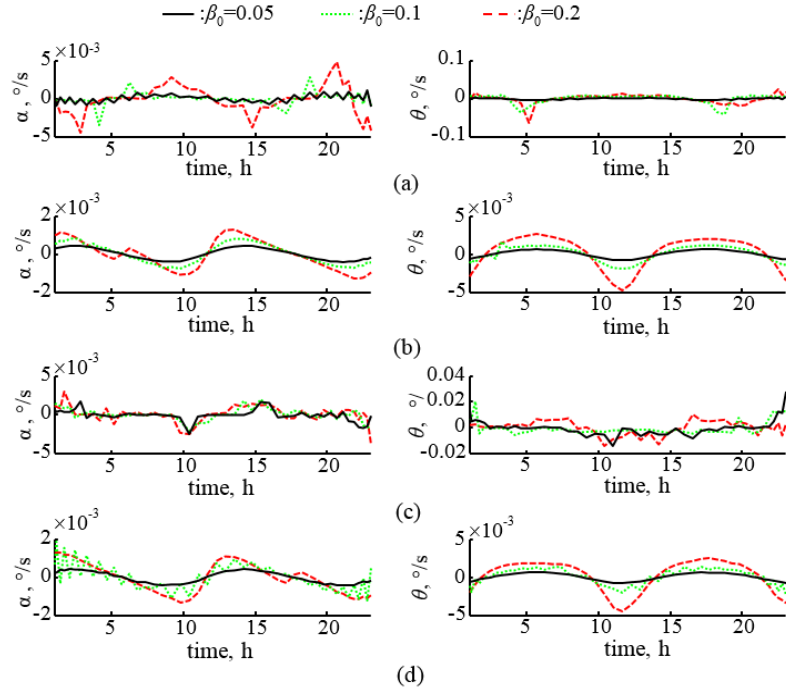 :β₀=0.05 :β₀=0.1 :β₀=0.2
5 ×10⁻³ 0.1
0 0
-5 -0.1
α , °/s θ, °/s
5 10 15 20 5 10 15 20
time, h time, h
(a)
2 ×10⁻³ 5 ×10⁻³
0 0
-2 -5
α, °/s θ, °/s
5 10 15 20 5 10 15 20
time, h time, h
(b)
5 ×10⁻³ 0.04
0.02
0 0
-5 -0.02
α, °/s θ, °/
5 10 15 20 5 10 15 20
time, h time, h
(c)
2 ×10⁻³ 5 ×10⁻³
0 0
-2 -5
α, °/s θ, °/s
5 10 15 20 5 10 15 20
time, h time, h
(d)